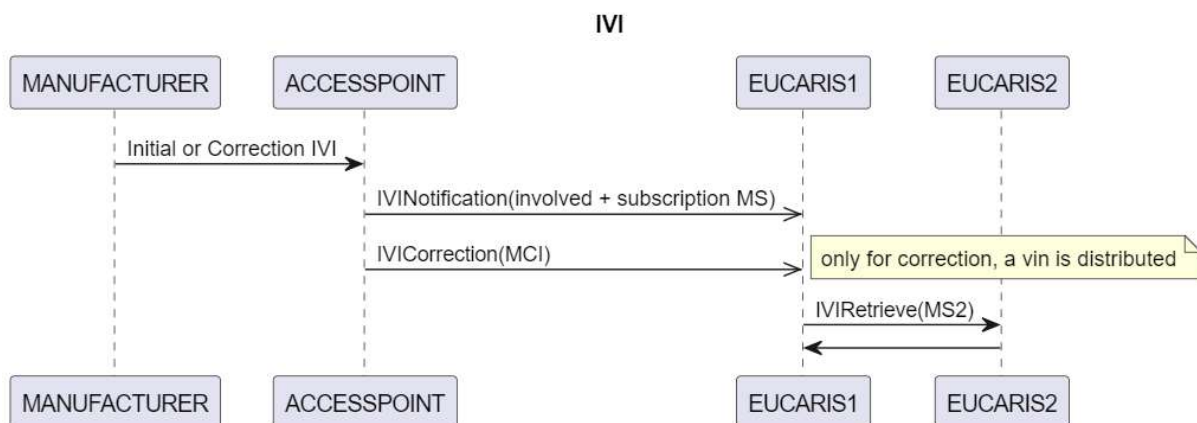 IVI
MANUFACTURER
ACCESSPOINT
EUCARIS1
EUCARIS2
Initial or Correction IVI
IVINotification(involved + subscription MS)
IVICorrection(MCI)
only for correction, a vin is distributed
IVIRetrieve(MS2)
MANUFACTURER
ACCESSPOINT
EUCARIS1
EUCARIS2